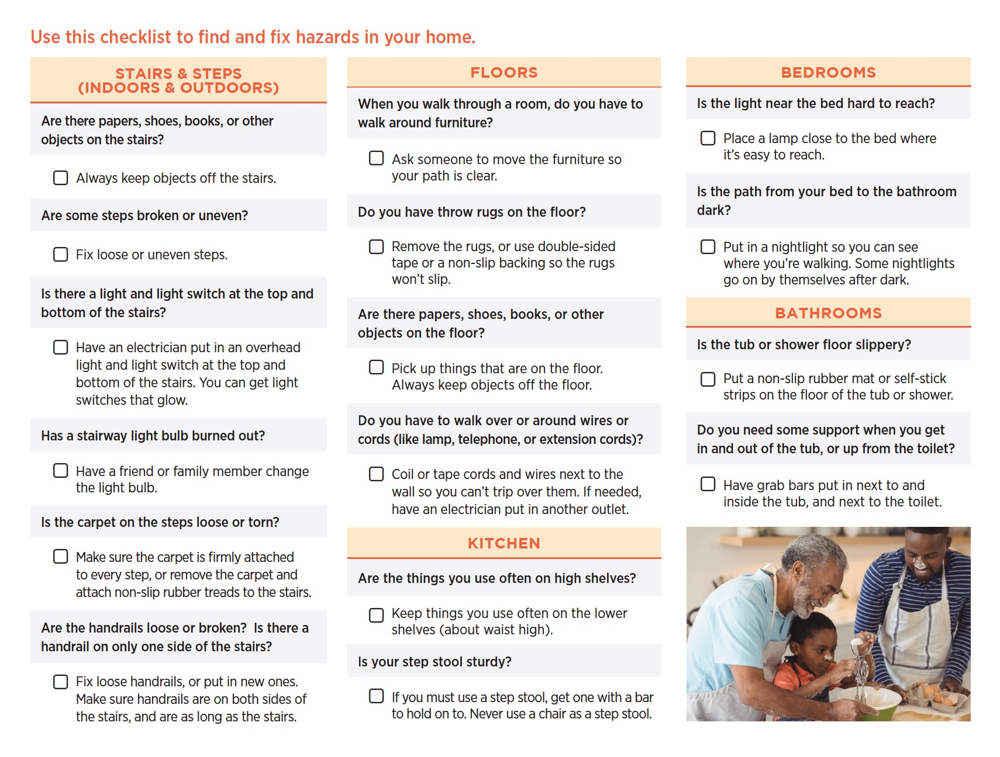 Use this checklist to find and fix hazards in your home.
STAIRS & STEPS
(INDOORS & OUTDOORS)
Are there papers, shoes, books, or other
objects on the stairs?
Always keep objects off the stairs.
Are some steps broken or uneven?
Fix loose or uneven steps.
Is there a light and light switch at the top and
bottom of the stairs?
Have an electrician put in an overhead
light and light switch at the top and
bottom of the stairs. You can get light
switches that glow.
Has a stairway light bulb burned out?
Have a friend or family member change
the light bulb.
Is the carpet on the steps loose or torn?
Make sure the carpet is firmly attached
to every step, or remove the carpet and
attach non-slip rubber treads to the stairs.
Are the handrails loose or broken?  Is there a
handrail on only one side of the stairs?
Fix loose handrails, or put in new ones.
Make sure handrails are on both sides of
the stairs, and are as long as the stairs.
FLOORS
When you walk through a room, do you have to
walk around furniture?
Ask someone to move the furniture so
your path is clear.
Do you have throw rugs on the floor?
Remove the rugs, or use double-sided
tape or a non-slip backing so the rugs
won’t slip.
Are there papers, shoes, books, or other
objects on the floor?
Pick up things that are on the floor.
Always keep objects off the floor.
Do you have to walk over or around wires or
cords (like lamp, telephone, or extension cords)?
Coil or tape cords and wires next to the
wall so you can’t trip over them. If needed,
have an electrician put in another outlet.
KITCHEN
Are the things you use often on high shelves?
Keep things you use often on the lower
shelves (about waist high).
Is your step stool sturdy?
If you must use a step stool, get one with a bar
to hold on to. Never use a chair as a step stool.
BEDROOMS
Is the light near the bed hard to reach?
Place a lamp close to the bed where
it’s easy to reach.
Is the path from your bed to the bathroom
dark?
Put in a nightlight so you can see
where you’re walking. Some nightlights
go on by themselves after dark.
BATHROOMS
Is the tub or shower floor slippery?
Put a non-slip rubber mat or self-stick
strips on the floor of the tub or shower.
Do you need some support when you get
in and out of the tub, or up from the toilet?
Have grab bars put in next to and
inside the tub, and next to the toilet.